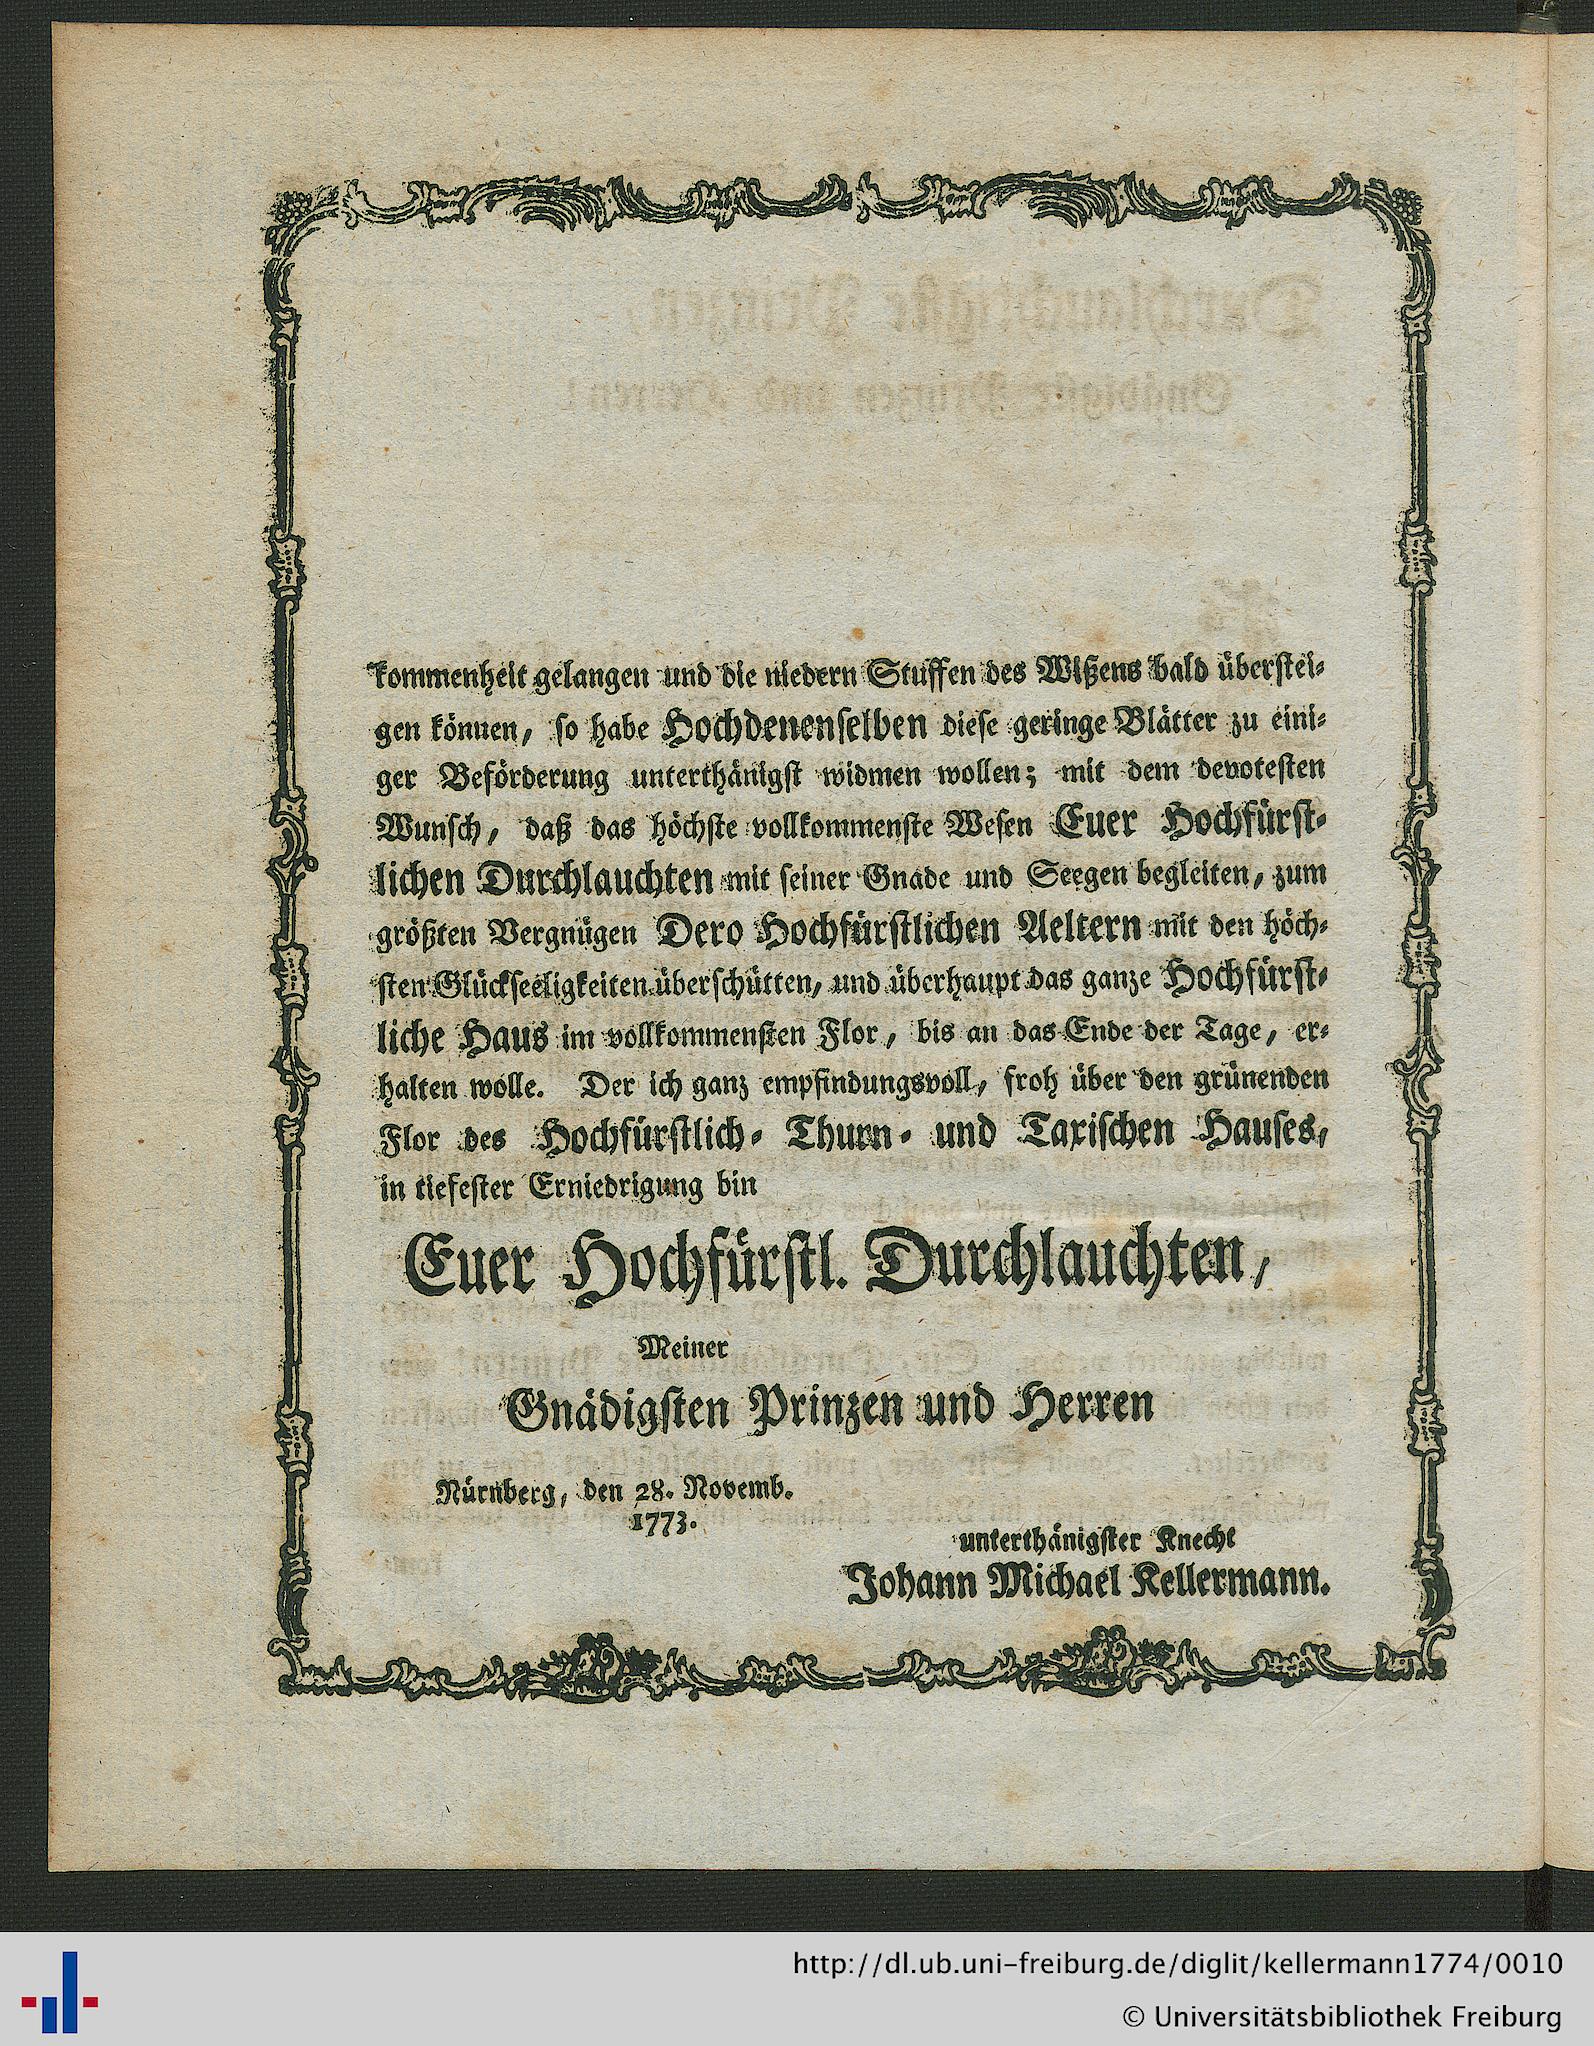 kommenheit gelangen und die niedern Stuffen des Wißens bald überstei-
gen können, so habe Hochdenenselben diese geringe Blätter zu eini-
ger Beförderung unterthänigst widmen wollen; mit dem devotesten
Wunsch, daß das höchste vollkommenste Wesen Euer Hochfürst-
lichen Durchlauchten mit seiner Gnade und Seegen begleiten, zum
größten Vergnügen Dero Hochfürstlichen Aeltern mit den höch-
sten Glückseeligkeiten überschütten, und überhaupt das ganze Hochfürst-
liche Haus im vollkommensten Flor, bis an das Ende der Tage, er-
halten wolle. Der ich ganz empfindungsvoll, froh über den grünenden
Flor des Hochfürstlich- Thurn- und Taxischen Hauses,
in tiefester Erniedrigung bin
Euer Hochfürstl. Durchlauchten,
Meiner
Gnädigsten Prinzen und Herren
Nürnberg, den 28. Novemb.
1773.
unterthänigster Knecht
Johann Michael Kellermann.
http://dl.ub.uni-freiburg.de/diglit/kellermann1774/0010
© Universitätsbibliothek Freiburg